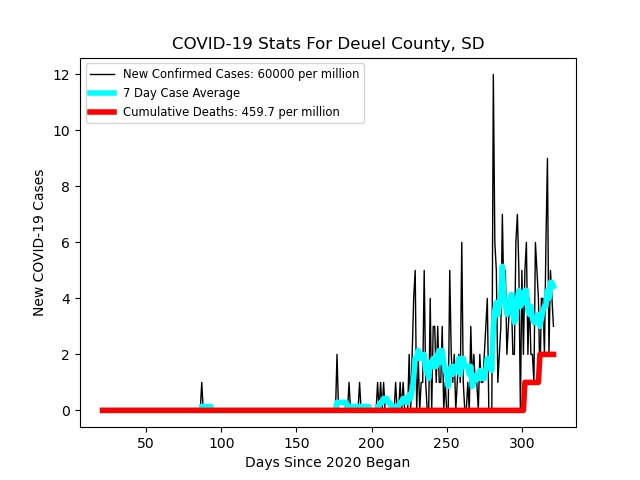 COVID-19 Stats For Deuel County, SD
New Confirmed Cases: 60000 per million
7 Day Case Average
Cumulative Deaths: 459.7 per million
New COVID-19 Cases
12
10
8
6
4
2
0
50 100 150 200 250 300
Days Since 2020 Began